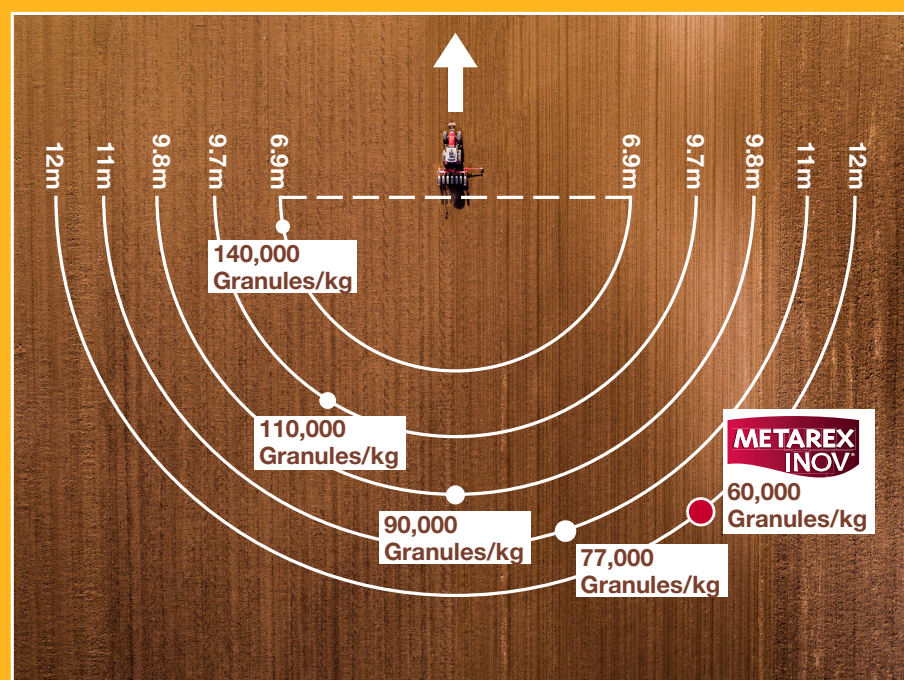 12m
11m
9.8m
9.7m
6.9m
6.9m
9.7m
9.8m
11m
12m
140,000
Granules/kg
110,000
Granules/kg
90,000
Granules/kg
77,000
Granules/kg
METAREX
INOV®
60,000
Granules/kg